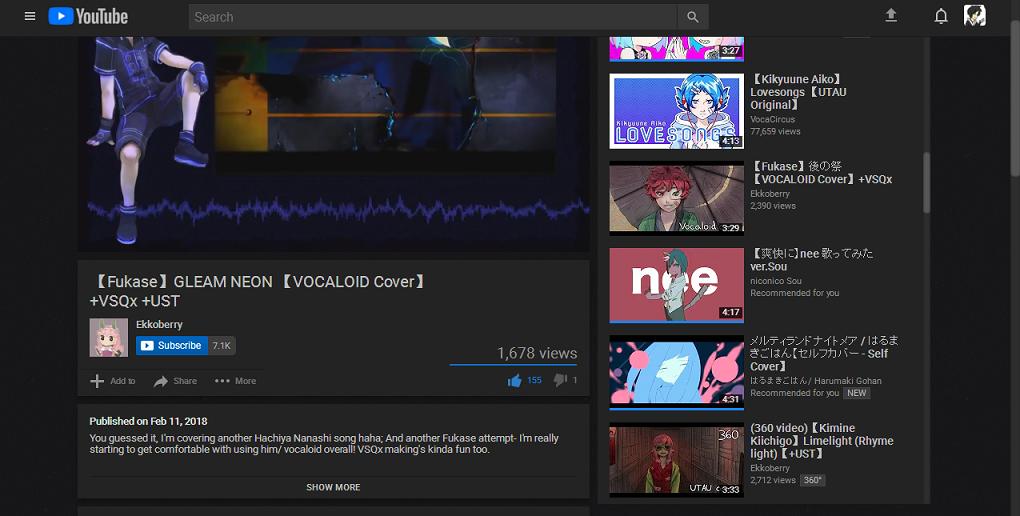 YouTube
Search
【Fukase】GLEAM NEON 【VOCALOID Cover】
+VSQx +UST
Ekkoberry
Subscribe 7.1K
1,678 views
Add to Share More 155 1
Published on Feb 11, 2018
You guessed it, I'm covering another Hachiya Nanashi song haha; And another Fukase attempt- I'm really
starting to get comfortable with using him/ vocaloid overall! VSQx making's kinda fun too.
SHOW MORE
3:27
Kikyuune Aiko
LOVESONGS
4:13
【Kikyuune Aiko】
Lovesongs【UTAU
Original】
VocaCircus
77,659 views
Vocaloid
3:29
【Fukase】後の祭
【VOCALOID Cover】+VSQx
Ekkoberry
2,390 views
nee
4:17
【爽快に】nee 歌ってみた
ver.Sou
niconico Sou
Recommended for you
4:31
メルティランドナイトメア / はるま
きごはん【セルフカバー - Self
Cover】
はるまきごはん / Harumaki Gohan
Recommended for you NEW
360
UTAU
3:33
(360 video)【Kimine
Kiichigo】Limelight (Rhyme
light)【+UST】
Ekkoberry
2,712 views 360°